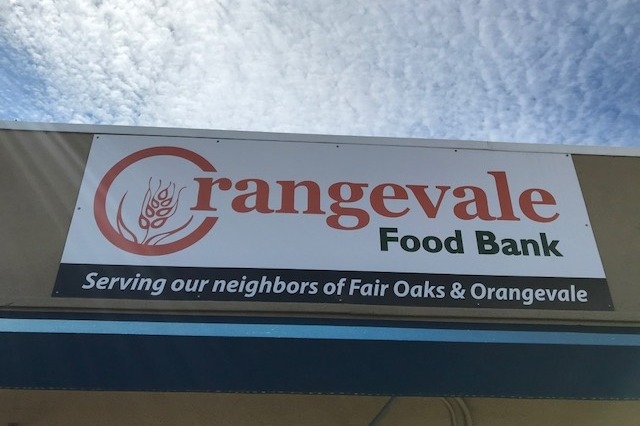 Orangevale
Food Bank
Serving our neighbors of Fair Oaks & Orangevale